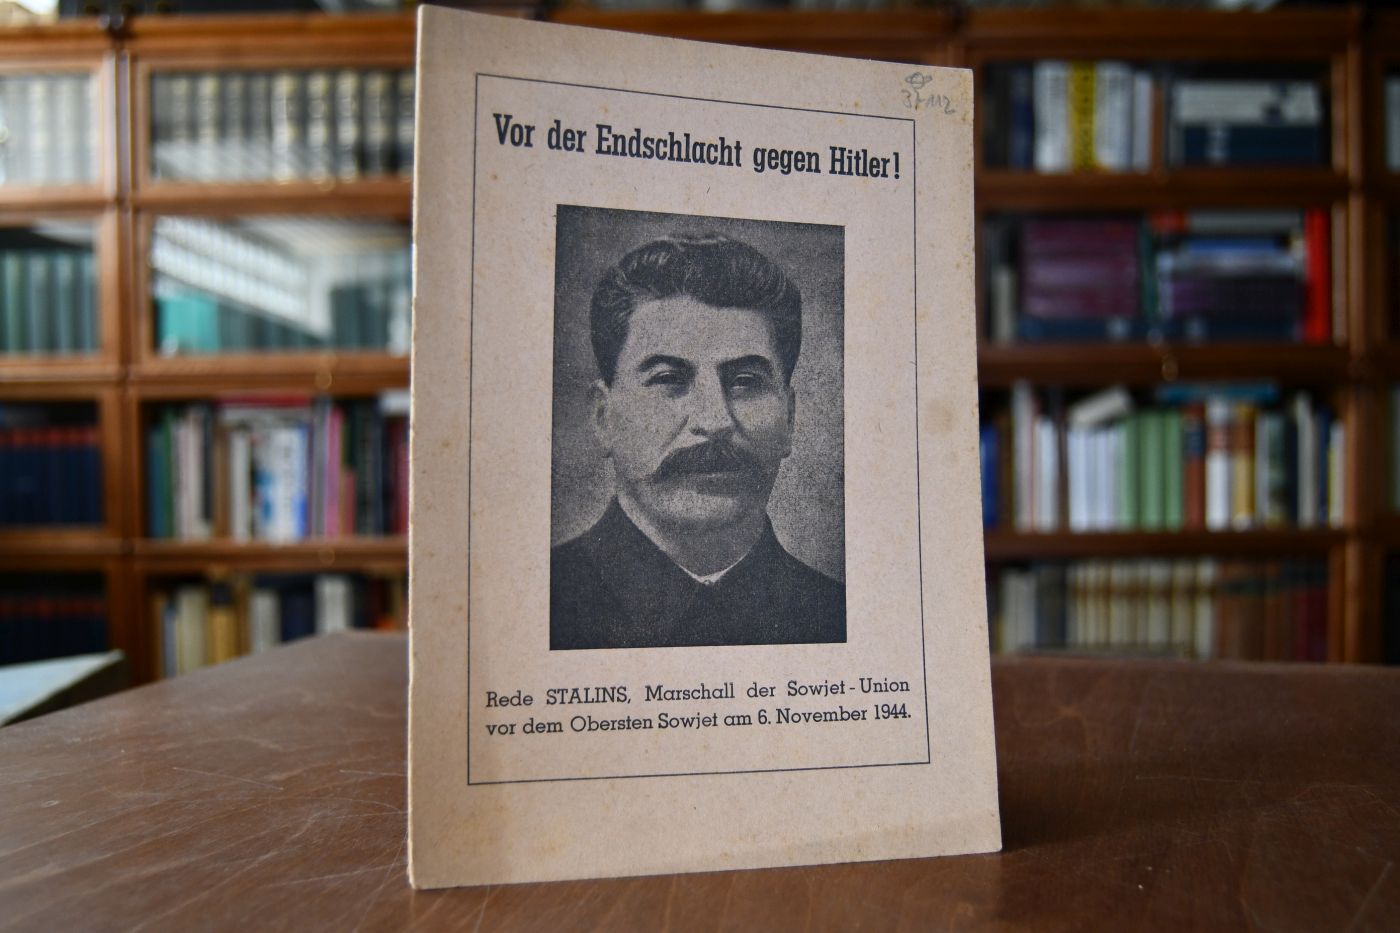 Vor der Endschlacht gegen Hitler!
Rede STALINS, Marschall der Sowjet-Union
vor dem Obersten Sowjet am 6. November 1944.